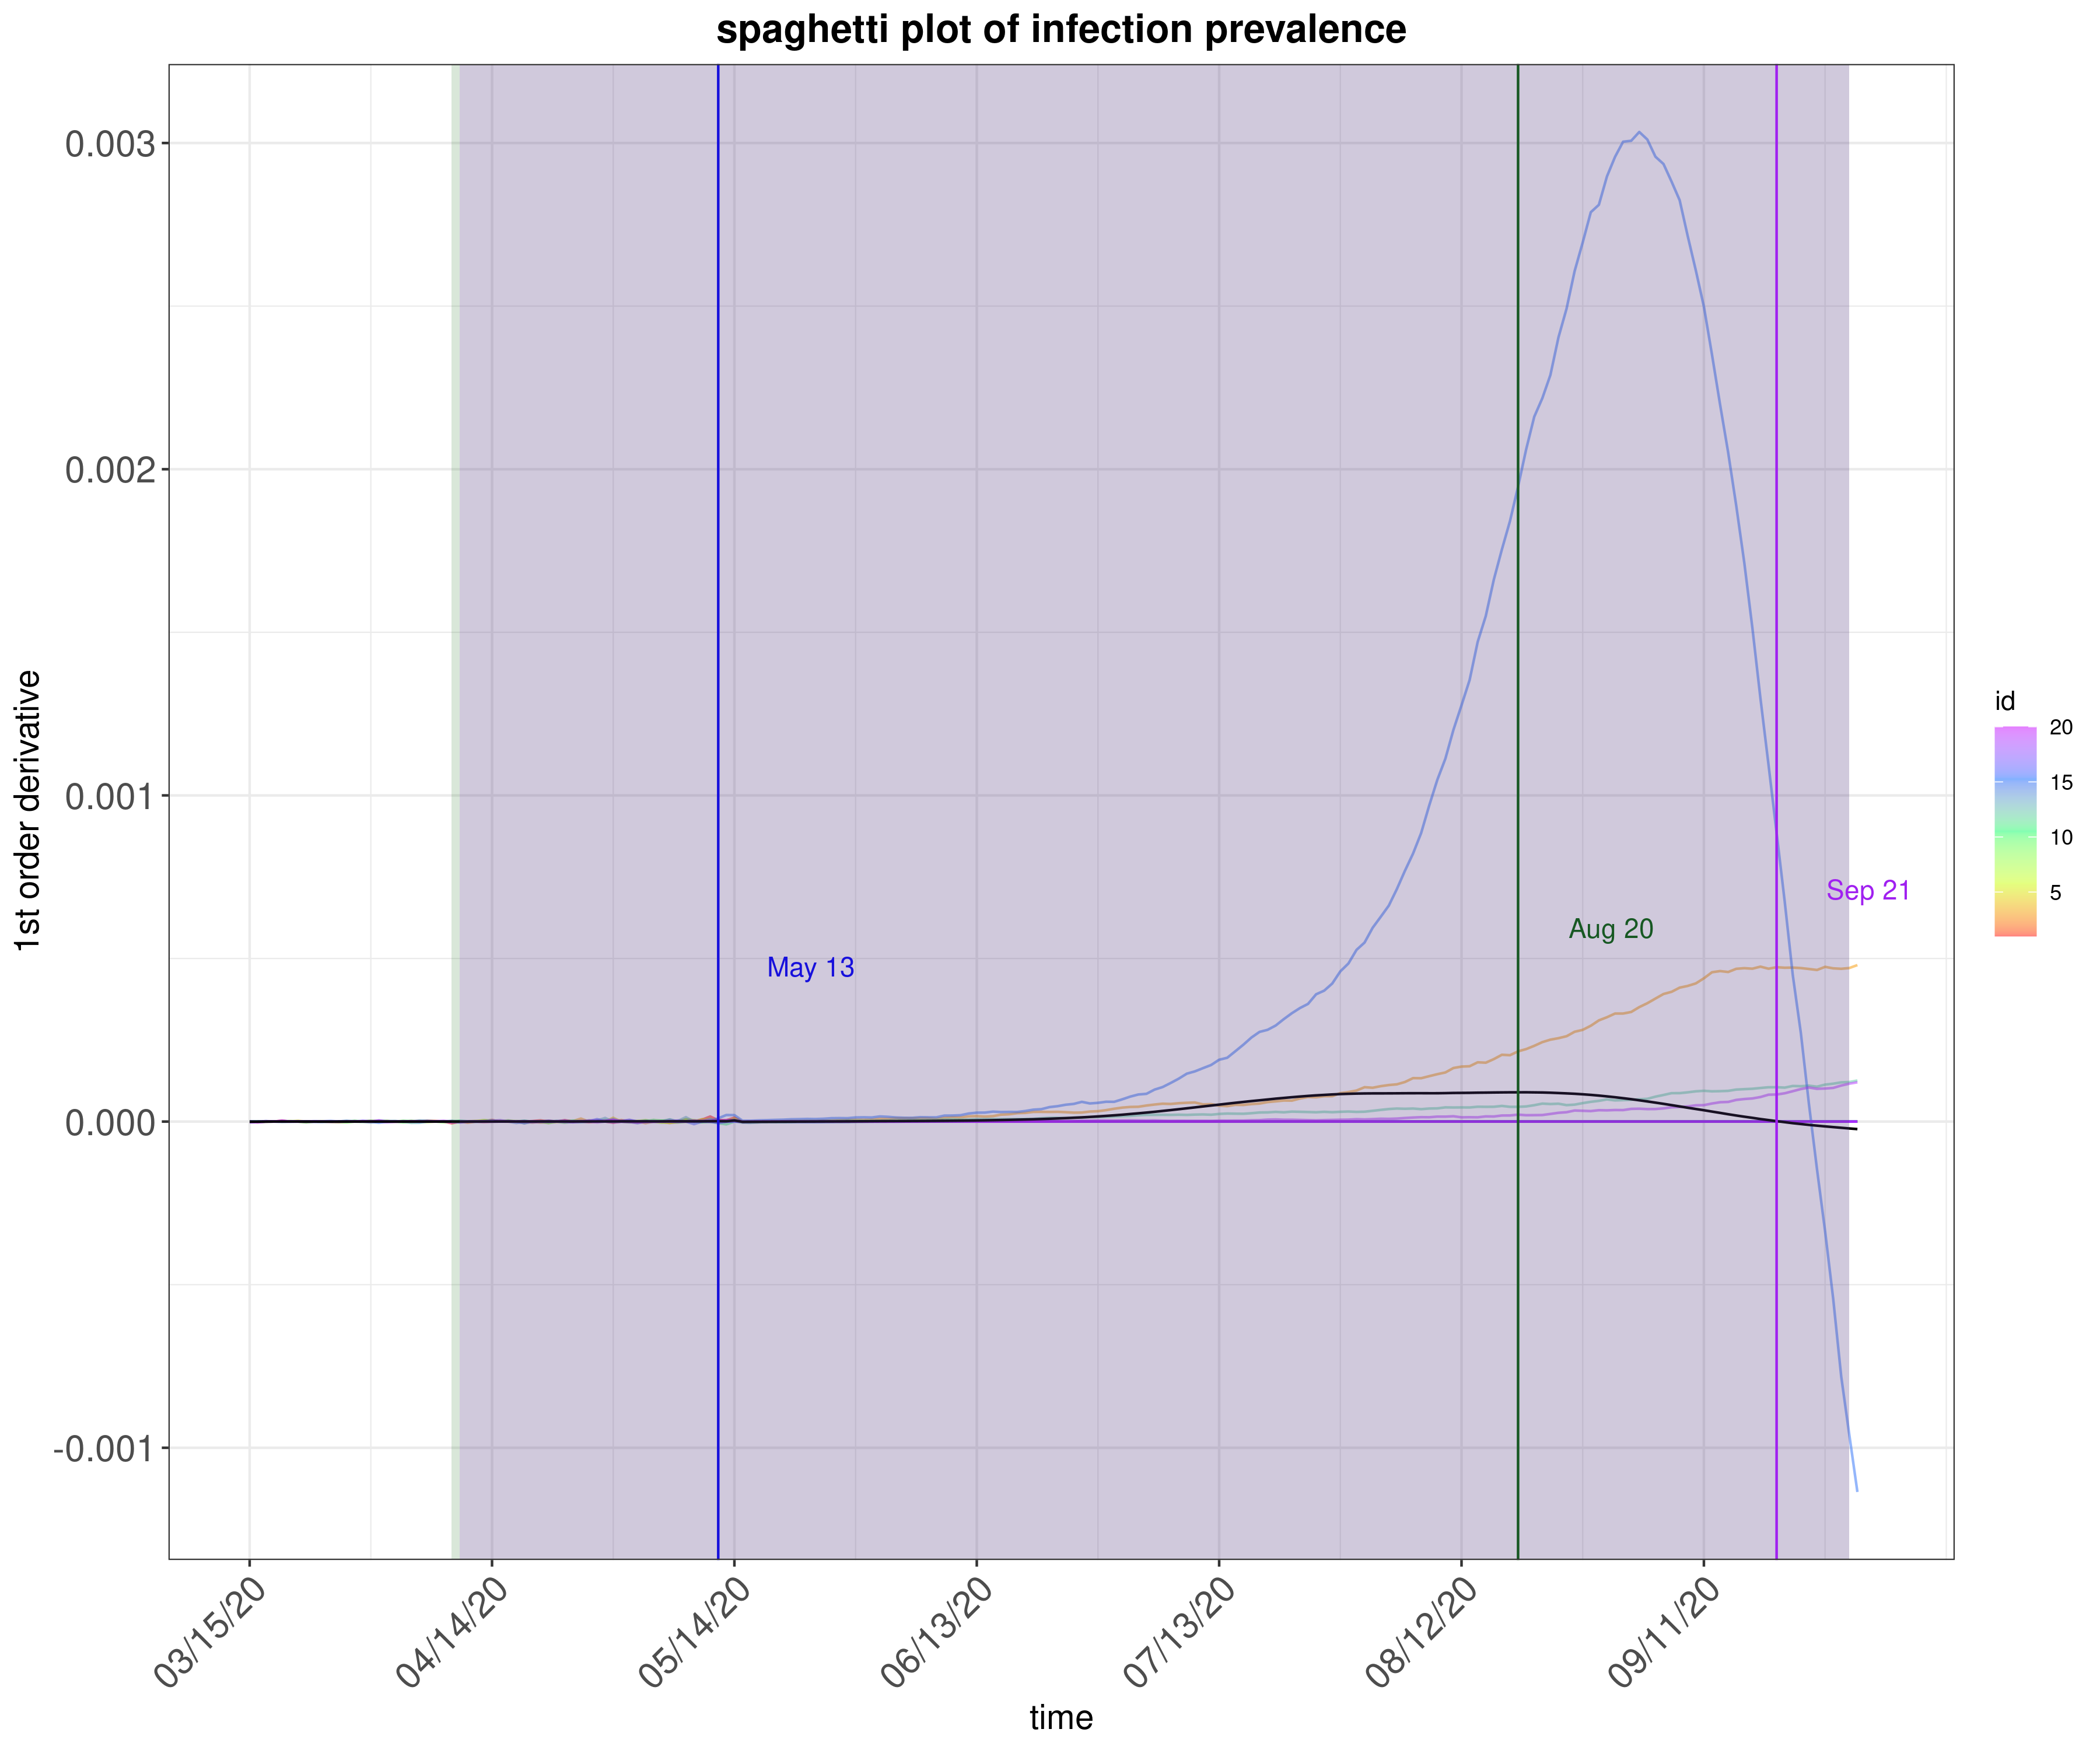 spaghetti plot of infection prevalence
1st order derivative
0.003
0.002
0.001
0.000
-0.001
May 13
Aug 20
Sep 21
id
20
15
10
5
03/15/20
04/14/20
05/14/20
06/13/20
07/13/20
08/12/20
09/11/20
time